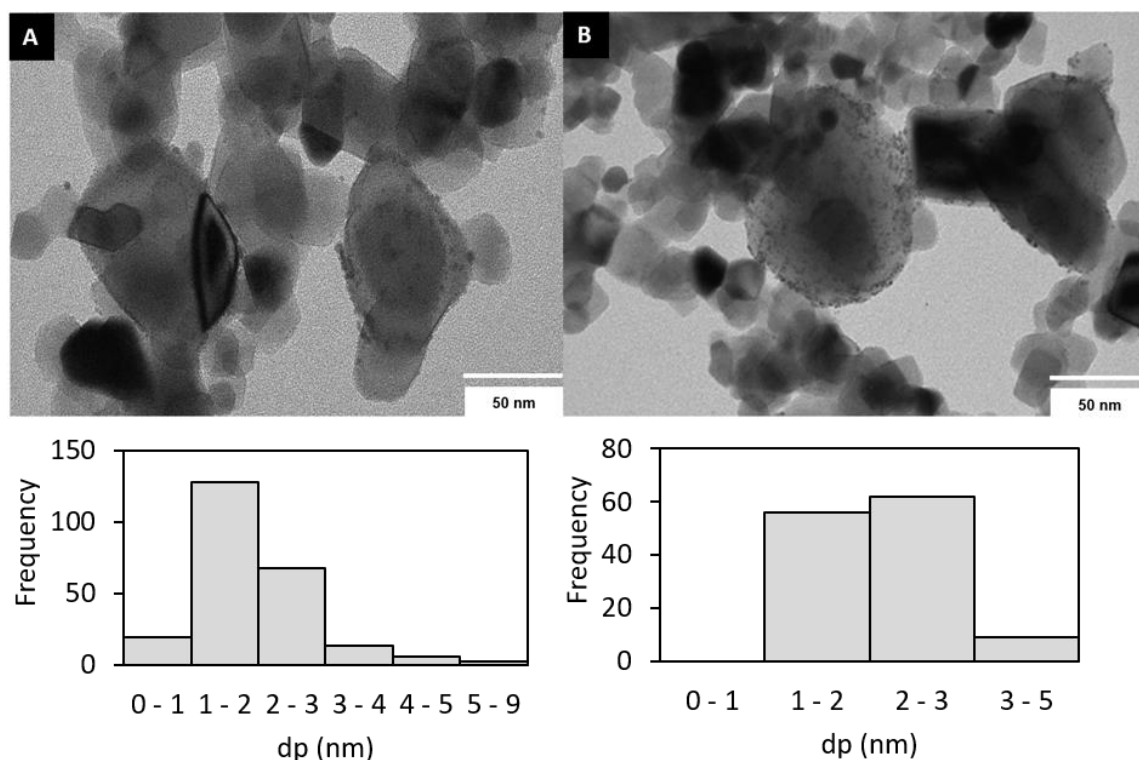 A
B
50 nm
50 nm
150
100
50
0
Frequency
0 - 1 1 - 2 2 - 3 3 - 4 4 - 5 5 - 9
dp (nm)
80
60
40
20
0
Frequency
0 - 1 1 - 2 2 - 3 3 - 5
dp (nm)